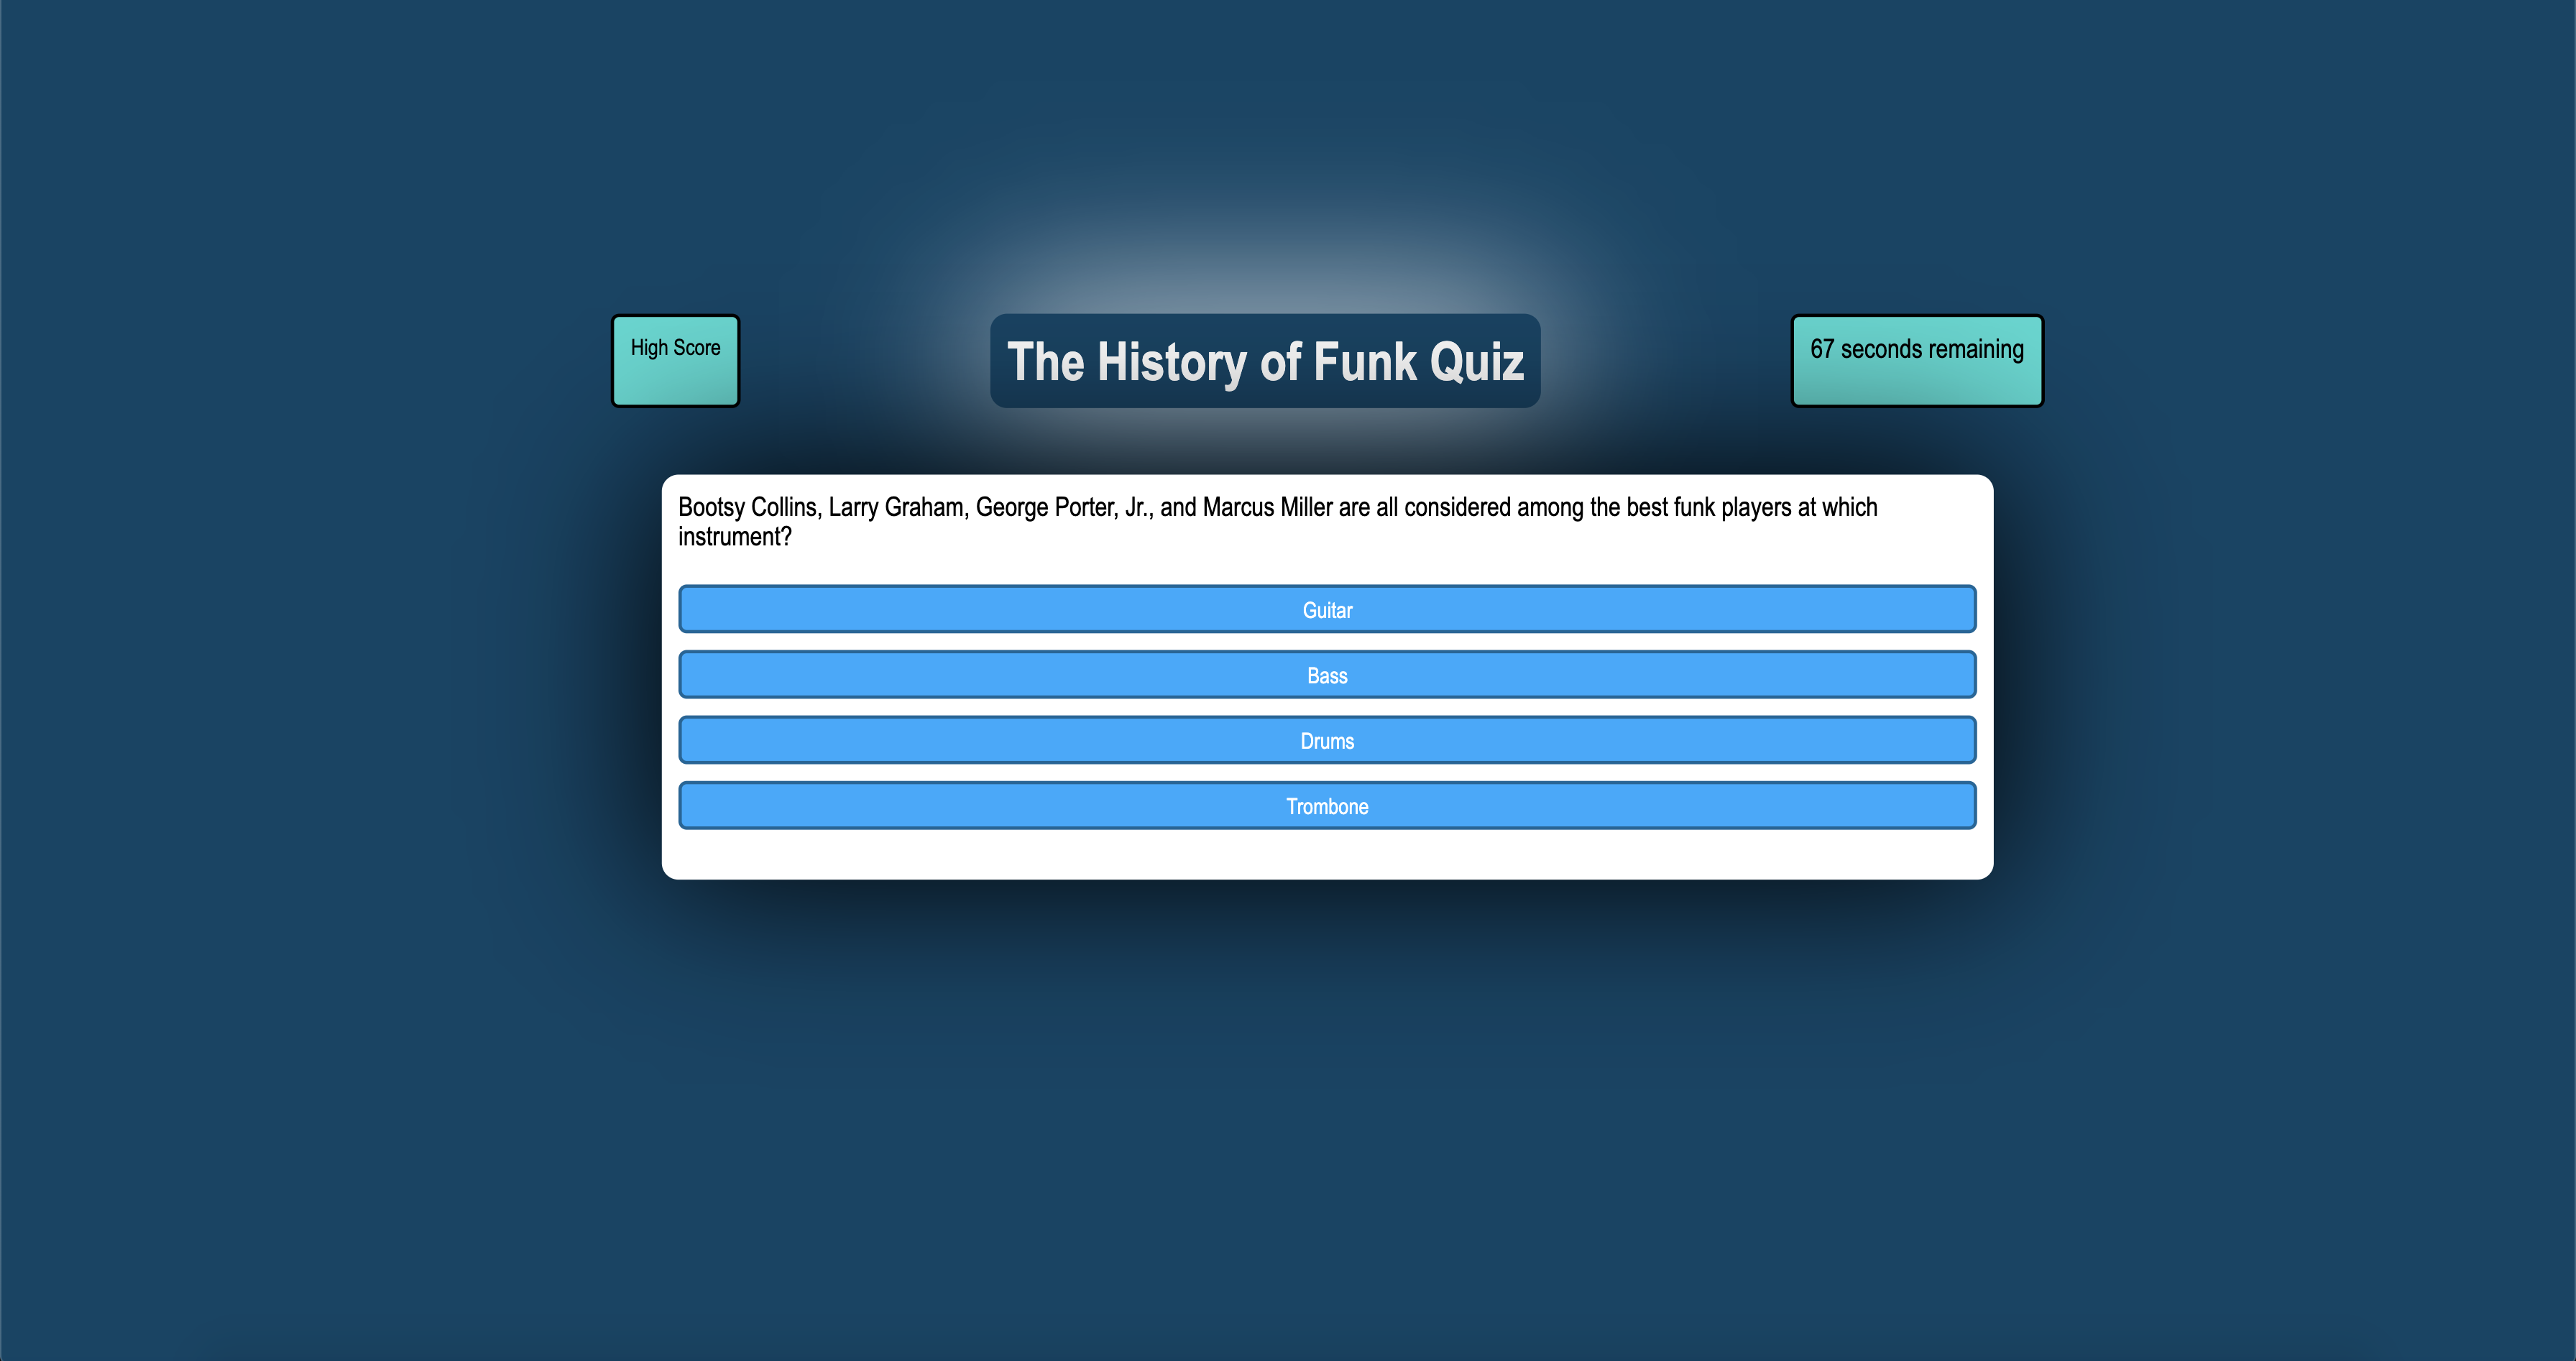 High Score
The History of Funk Quiz
67 seconds remaining
Bootsy Collins, Larry Graham, George Porter, Jr., and Marcus Miller are all considered among the best funk players at which
instrument?
Guitar
Bass
Drums
Trombone